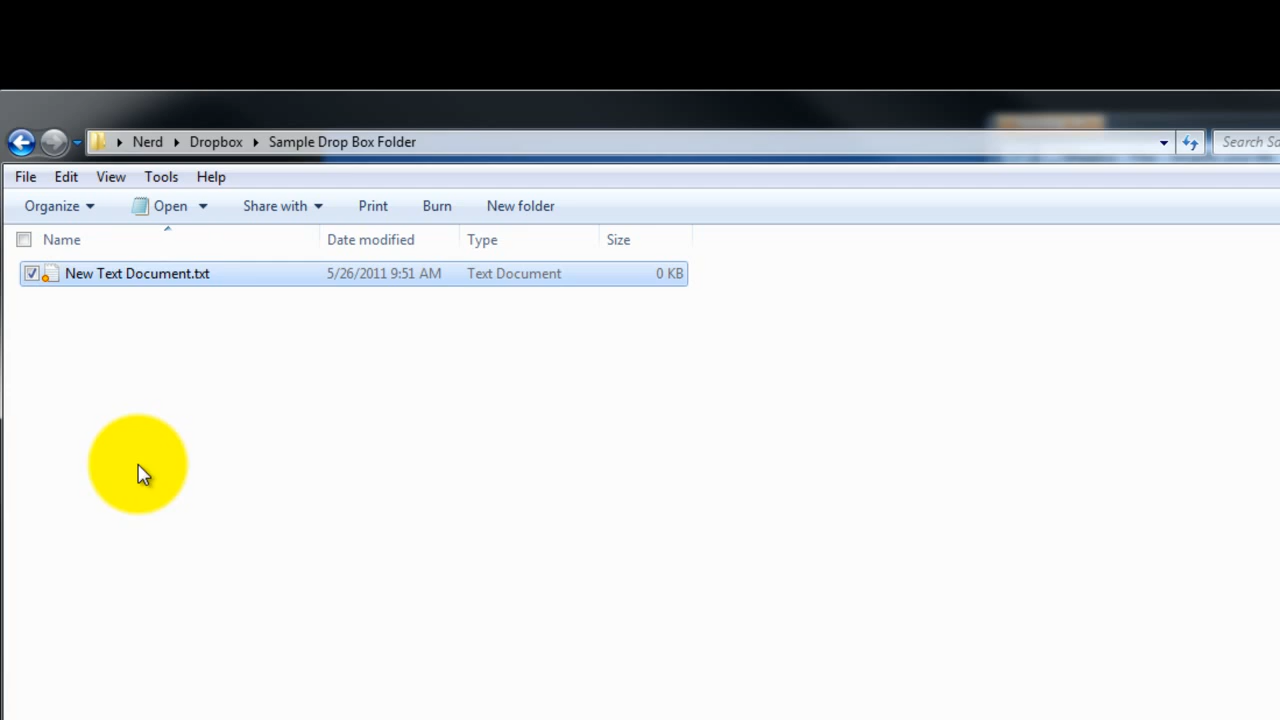 Nerd Dropbox Sample Drop Box Folder Search
File Edit View Tools Help
Organize Open Share with Print Burn New folder
Name Date modified Type Size
New Text Document.txt 5/26/2011 9:51 AM Text Document 0 KB